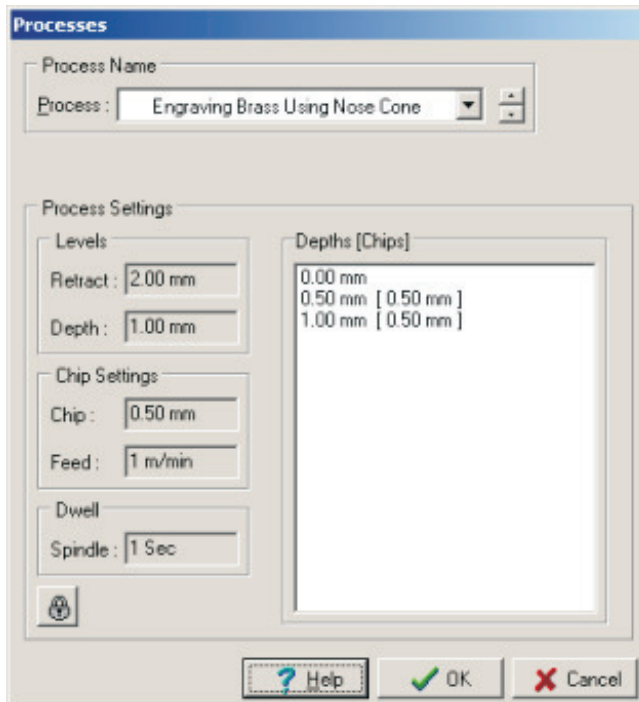 Processes
Process Name
Process : Engraving Brass Using Nose Cone
Process Settings
Levels
Retract : 2.00 mm
Depth : 1.00 mm
Chip Settings
Chip : 0.50 mm
Feed : 1 m/min
Dwell
Spindle : 1 Sec
Depths [Chips]
0.00 mm
0.50 mm [ 0.50 mm ]
1.00 mm [ 0.50 mm ]
? Help OK Cancel